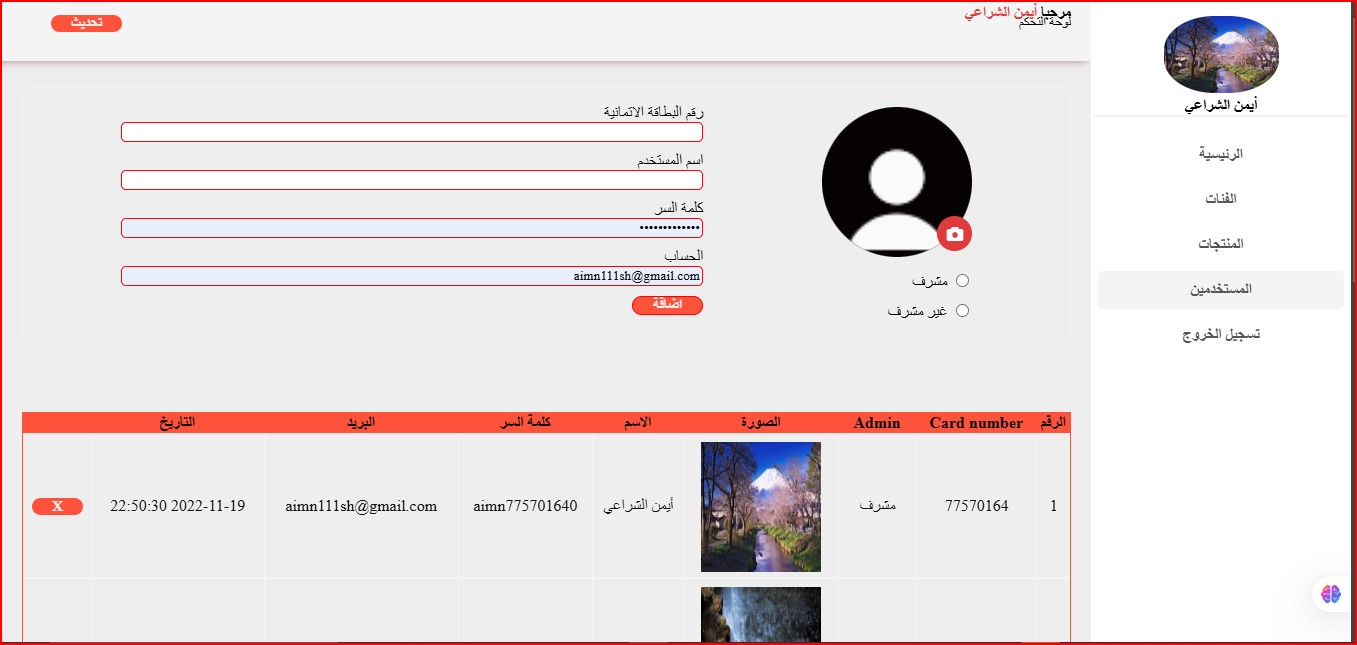 أيمن الشراعي
الرئيسية
الفئات
المنتجات
المستخدمين
تسجيل الخروج
مرحبا أيمن الشراعي
لوحة التحكم
تحديث
مشرف
غير مشرف
رقم البطاقة الائتمانية
اسم المستخدم
كلمة السر
•••••••••••••
الحساب
aimn111sh@gmail.com
اضافة
الرقم Card number Admin الصورة الاسم كلمة السر البريد التاريخ
1 77570164 مشرف أيمن الشراعي aimn775701640 aimn111sh@gmail.com 2022-11-19 22:50:30 X